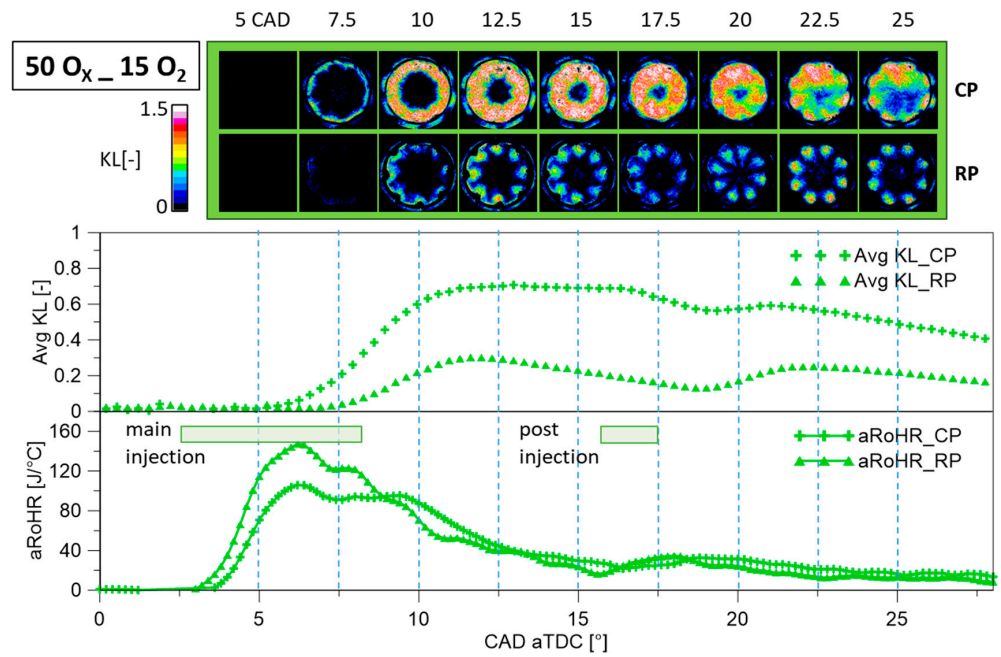 5 CAD 7.5 10 12.5 15 17.5 20 22.5 25
50 Oₓ_ 15 O₂
CP
1.5
KL[-]
0
RP
1
0.8
0.6
0.4
0.2
0
Avg KL [-]
Avg KL_CP
Avg KL_RP
160
120
80
40
0
aRoHR [J/°C]
main
injection
post
injection
aRoHR_CP
aRoHR_RP
0 5 10 15 20 25
CAD aTDC [°]